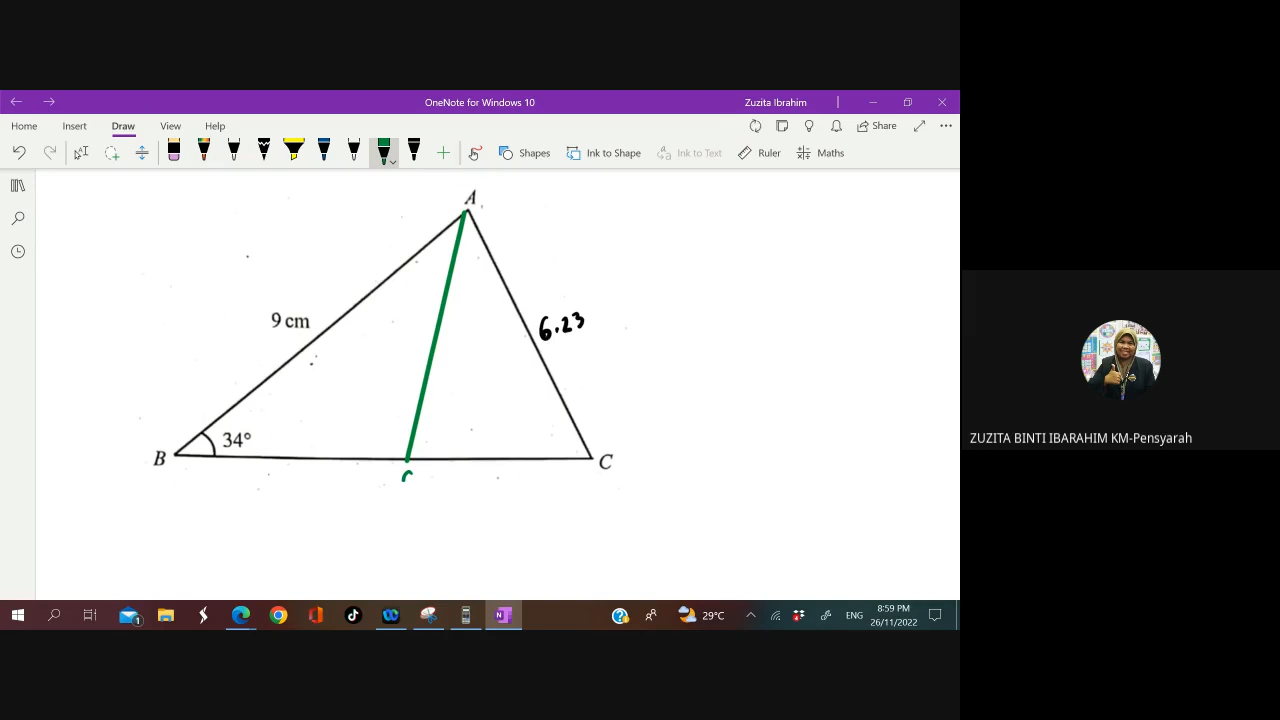 OneNote for Windows 10
Zuzita Ibrahim
Home Insert Draw View Help
Share
Shapes Ink to Shape Ink to Text Ruler Maths
A
9 cm
6.23
34°
B
C
ZUZITA BINTI IBARAHIM KM-Pensyarah
1
29°C
ENG
8:59 PM
26/11/2022